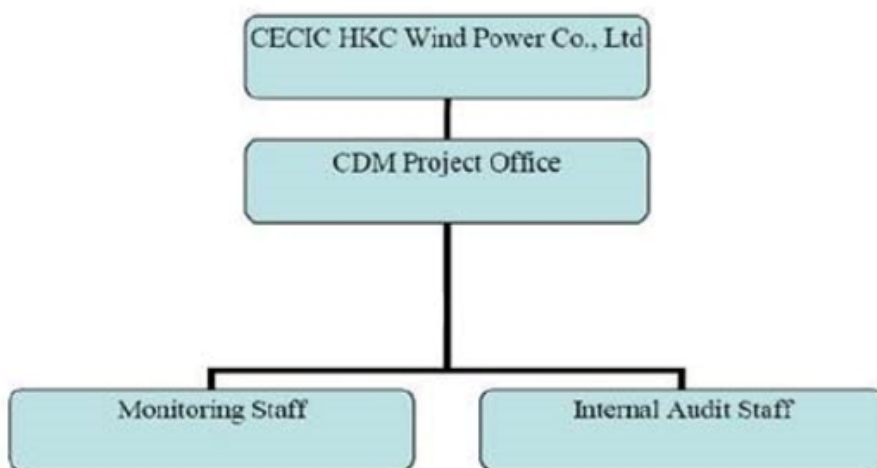 CECIC HKC Wind Power Co., Ltd
CDM Project Office
Monitoring Staff
Internal Audit Staff